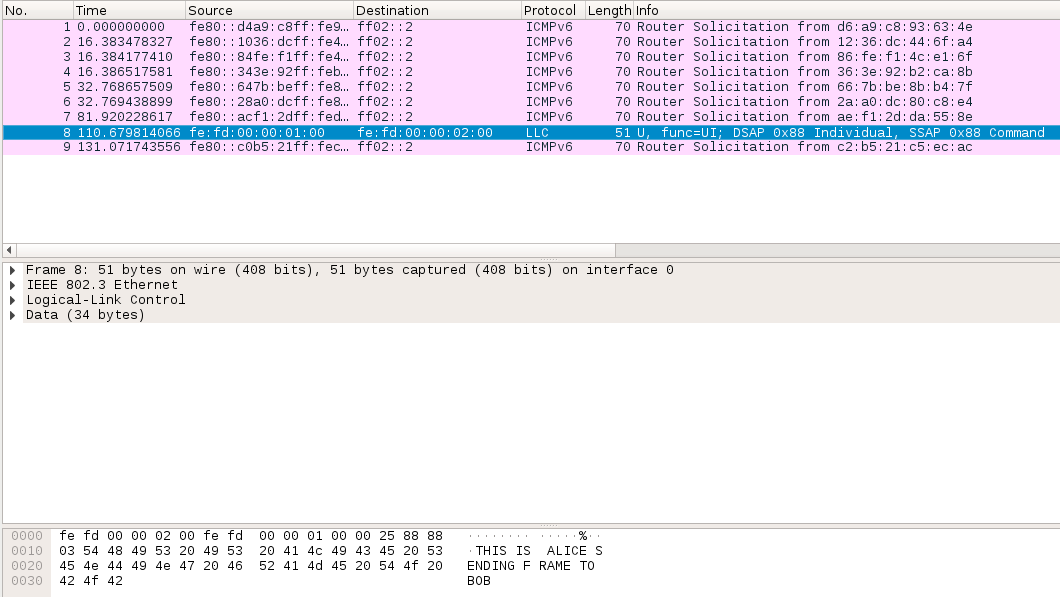 No. Time Source Destination Protocol Length Info
1 0.000000000 fe80::d4a9:c8ff:fe9… ff02::2 ICMPv6 70 Router Solicitation from d6:a9:c8:93:63:4e
2 16.383478327 fe80::1036:dcff:fe4… ff02::2 ICMPv6 70 Router Solicitation from 12:36:dc:44:6f:a4
3 16.384177410 fe80::84fe:f1ff:fe4… ff02::2 ICMPv6 70 Router Solicitation from 86:fe:f1:4c:e1:6f
4 16.386517581 fe80::343e:92ff:feb… ff02::2 ICMPv6 70 Router Solicitation from 36:3e:92:b2:ca:8b
5 32.768657509 fe80::647b:beff:fe8… ff02::2 ICMPv6 70 Router Solicitation from 66:7b:be:8b:b4:7f
6 32.769438899 fe80::28a0:dcff:fe8… ff02::2 ICMPv6 70 Router Solicitation from 2a:a0:dc:80:c8:e4
7 81.920228617 fe80::acf1:2dff:fed… ff02::2 ICMPv6 70 Router Solicitation from ae:f1:2d:da:55:8e
8 110.679814066 fe:fd:00:00:01:00 fe:fd:00:00:02:00 LLC 51 U, func=UI; DSAP 0x88 Individual, SSAP 0x88 Command
9 131.071743556 fe80::c0b5:21ff:fec… ff02::2 ICMPv6 70 Router Solicitation from c2:b5:21:c5:ec:ac
Frame 8: 51 bytes on wire (408 bits), 51 bytes captured (408 bits) on interface 0
IEEE 802.3 Ethernet
Logical-Link Control
Data (34 bytes)
0000 fe fd 00 00 02 00 fe fd 00 00 01 00 00 25 88 88 ········ ·····%··
0010 03 54 48 49 53 20 49 53 20 41 4c 49 43 45 20 53 ·THIS IS ALICE S
0020 45 4e 44 49 4e 47 20 46 52 41 4d 45 20 54 4f 20 ENDING F RAME TO
0030 42 4f 42 BOB